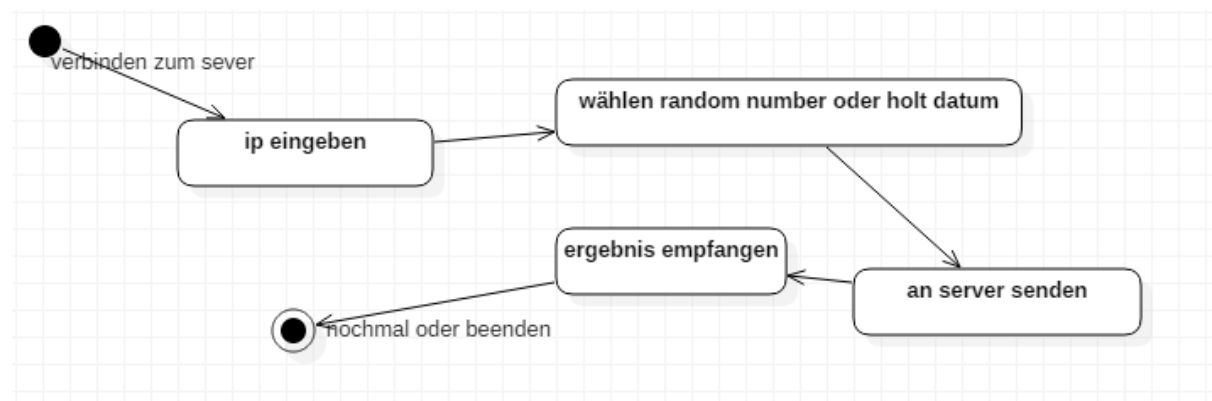 verbinden zum sever
ip eingeben
wählen random number oder holt datum
an server senden
ergebnis empfangen
nochmal oder beenden